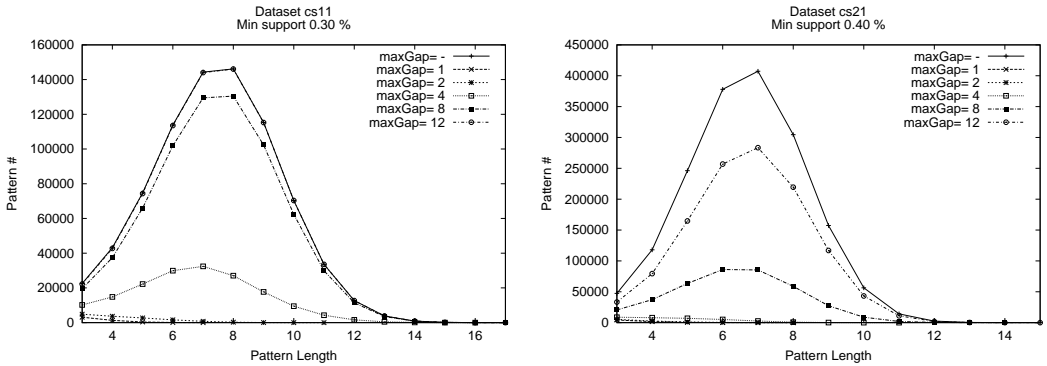 Dataset cs11
Min support 0.30 %
160000
140000
120000
100000
80000
60000
40000
20000
0
Pattern #
4 6 8 10 12 14 16
Pattern Length
maxGap= -
maxGap= 1
maxGap= 2
maxGap= 4
maxGap= 8
maxGap= 12
Dataset cs21
Min support 0.40 %
450000
400000
350000
300000
250000
200000
150000
100000
50000
0
Pattern #
4 6 8 10 12 14
Pattern Length
maxGap= -
maxGap= 1
maxGap= 2
maxGap= 4
maxGap= 8
maxGap= 12